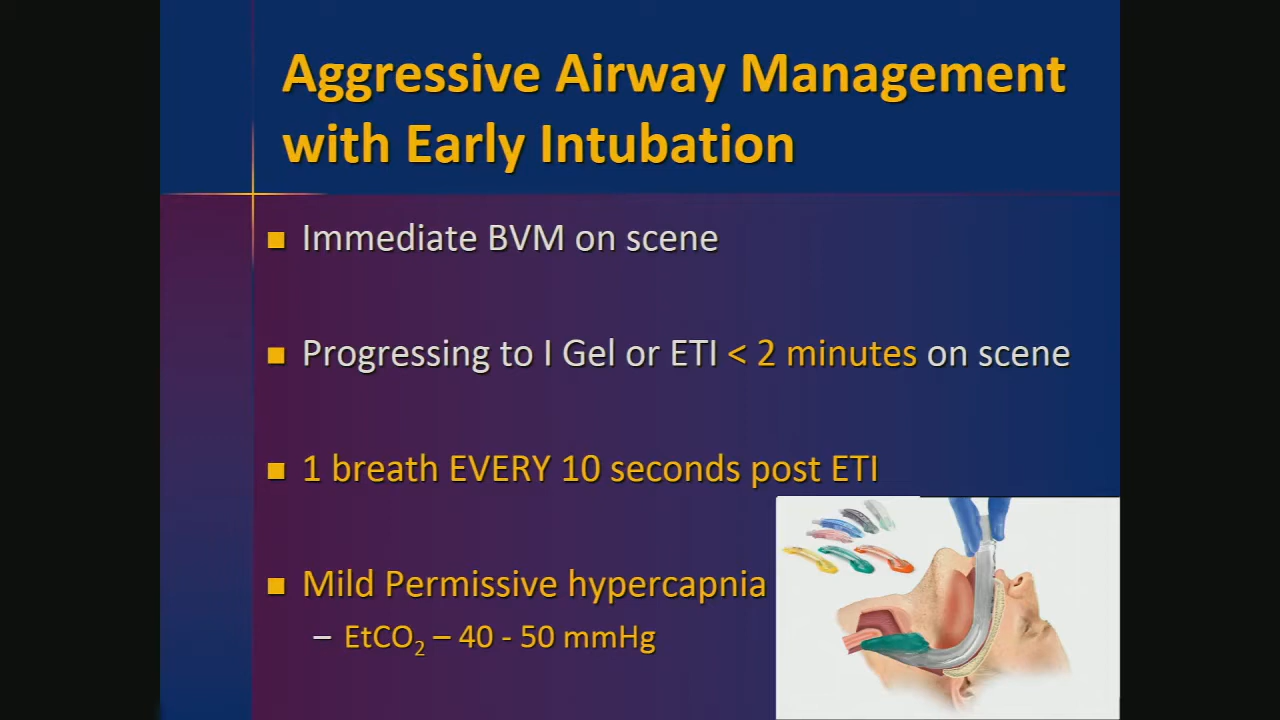 Aggressive Airway Management
with Early Intubation
■ Immediate BVM on scene
■ Progressing to I Gel or ETI < 2 minutes on scene
■ 1 breath EVERY 10 seconds post ETI
■ Mild Permissive hypercapnia
– EtCO₂ – 40 - 50 mmHg